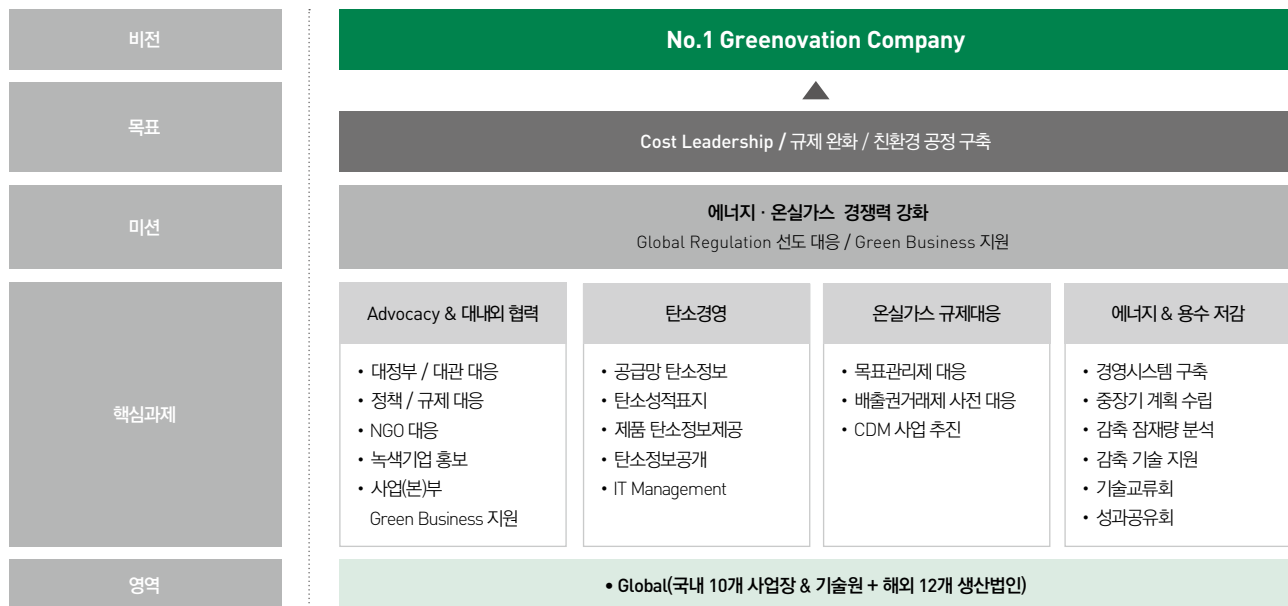 비전
No.1 Greenovation Company
목표
Cost Leadership / 규제 완화 / 친환경 공정 구축
미션
에너지 · 온실가스 경쟁력 강화
Global Regulation 선도 대응 / Green Business 지원
핵심과제
Advocacy & 대내외 협력
• 대정부 / 대관 대응
• 정책 / 규제 대응
• NGO 대응
• 녹색기업 홍보
• 사업(본)부
Green Business 지원
탄소경영
• 공급망 탄소정보
• 탄소성적표지
• 제품 탄소정보제공
• 탄소정보공개
• IT Management
온실가스 규제대응
• 목표관리제 대응
• 배출권거래제 사전 대응
• CDM 사업 추진
에너지 & 용수 저감
• 경영시스템 구축
• 중장기 계획 수립
• 감축 잠재량 분석
• 감축 기술 지원
• 기술교류회
• 성과공유회
영역
• Global(국내 10개 사업장 & 기술원 + 해외 12개 생산법인)